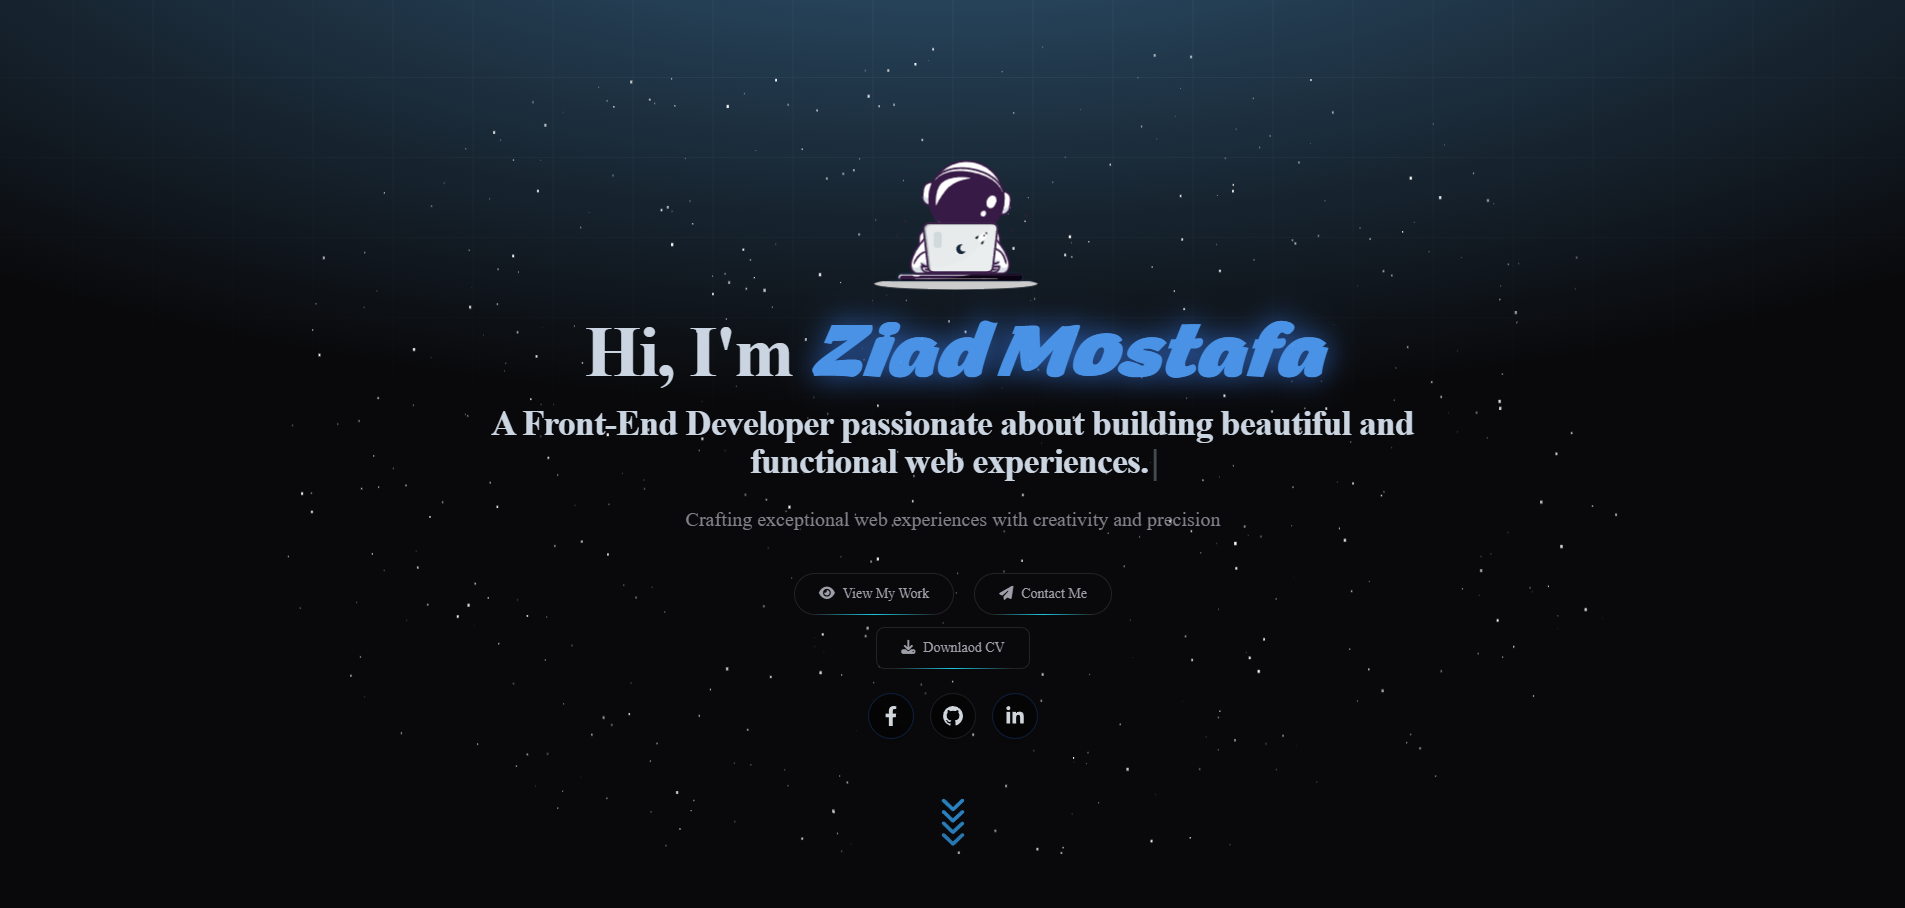 Hi, I'm Ziad Mostafa
A Front-End Developer passionate about building beautiful and
functional web experiences.
Crafting exceptional web experiences with creativity and precision
View My Work
Contact Me
Downlaod CV